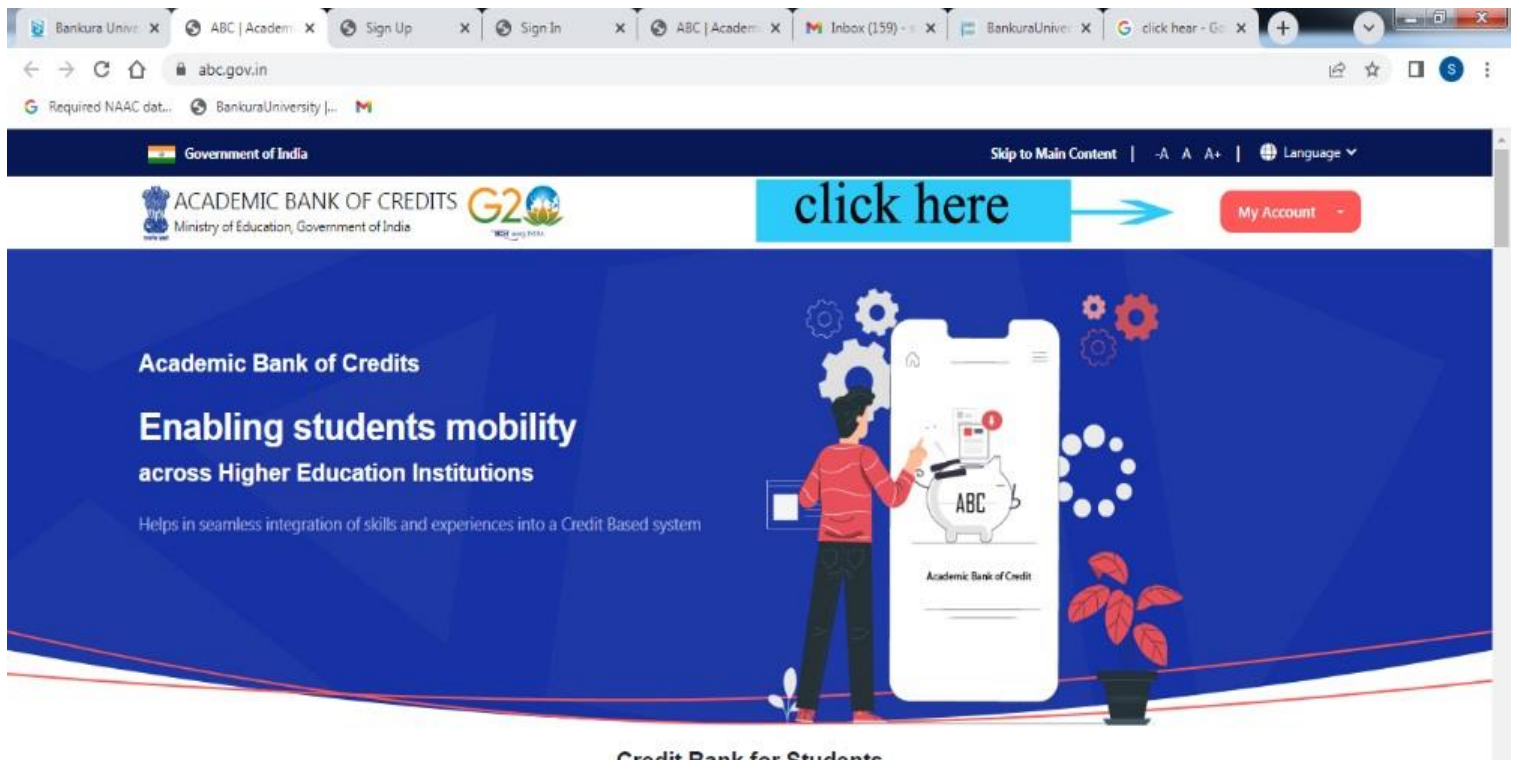 Bankura Unive
ABC | Academ
Sign Up
Sign In
ABC | Academ
Inbox (159) - s
BankuraUniver
click hear - Go
abc.gov.in
S
Required NAAC dat...
BankuraUniversity |...
Government of India
Skip to Main Content | -A A A+ | Language
ACADEMIC BANK OF CREDITS
Ministry of Education, Government of India
G20
click here
My Account
Academic Bank of Credits
Enabling students mobility
across Higher Education Institutions
Helps in seamless integration of skills and experiences into a Credit Based system
ABC
Academic Bank of Credit
Credit Bank for Students